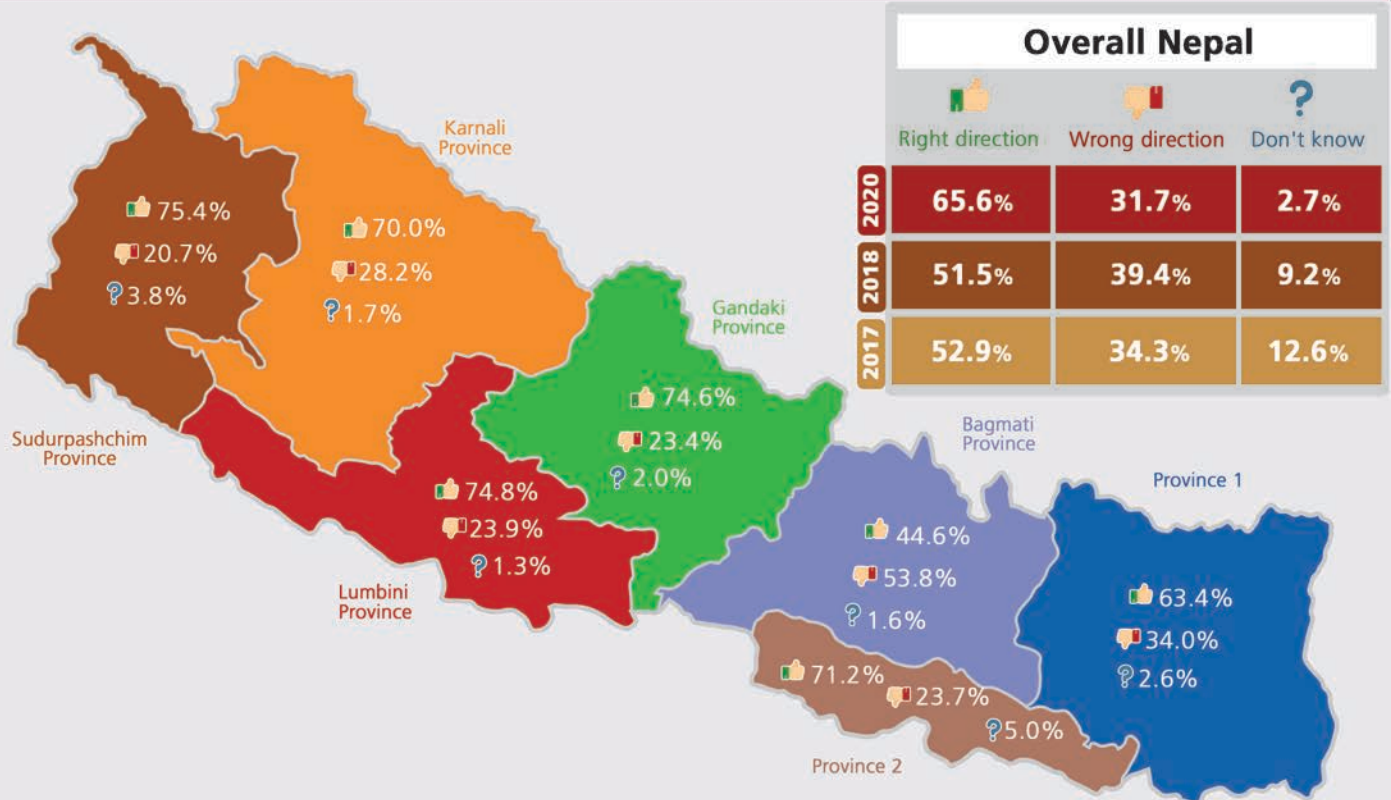 Overall Nepal
Right direction Wrong direction Don't know
2020 65.6% 31.7% 2.7%
2018 51.5% 39.4% 9.2%
2017 52.9% 34.3% 12.6%
Karnali
Province
75.4%
20.7%
? 3.8%
70.0%
28.2%
? 1.7%
Gandaki
Province
Sudurpashchim
Province
74.6%
23.4%
? 2.0%
Bagmati
Province
74.8%
23.9%
? 1.3%
Lumbini
Province
Province 1
44.6%
53.8%
? 1.6%
63.4%
34.0%
? 2.6%
71.2%
23.7%
? 5.0%
Province 2